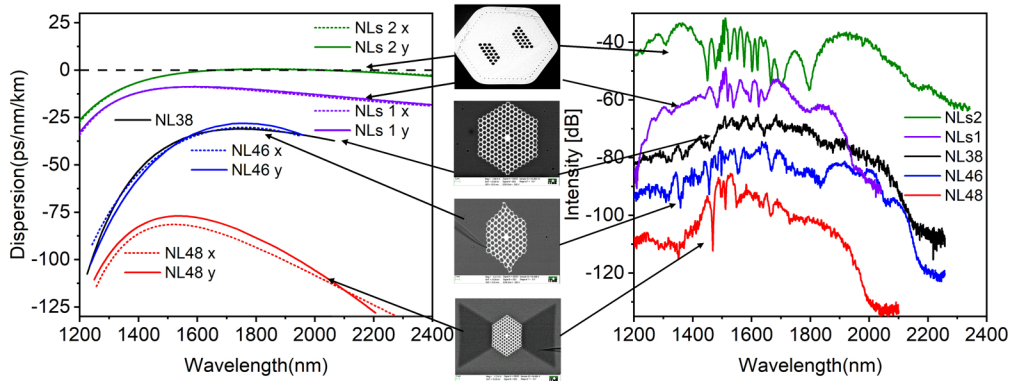 25
0
-25
-50
-75
-100
-125
1200
1400
1600
1800
2000
2200
2400
Dispersion(ps/nm/km)
Wavelength(nm)
NLs 2 x
NLs 2 y
NLs 1 x
NLs 1 y
NL38
NL46 x
NL46 y
NL48 x
NL48 y
-40
-60
-80
-100
-120
1200
1400
1600
1800
2000
2200
2400
Intensity [dB]
Wavelength(nm)
NLs2
NLs1
NL38
NL46
NL48